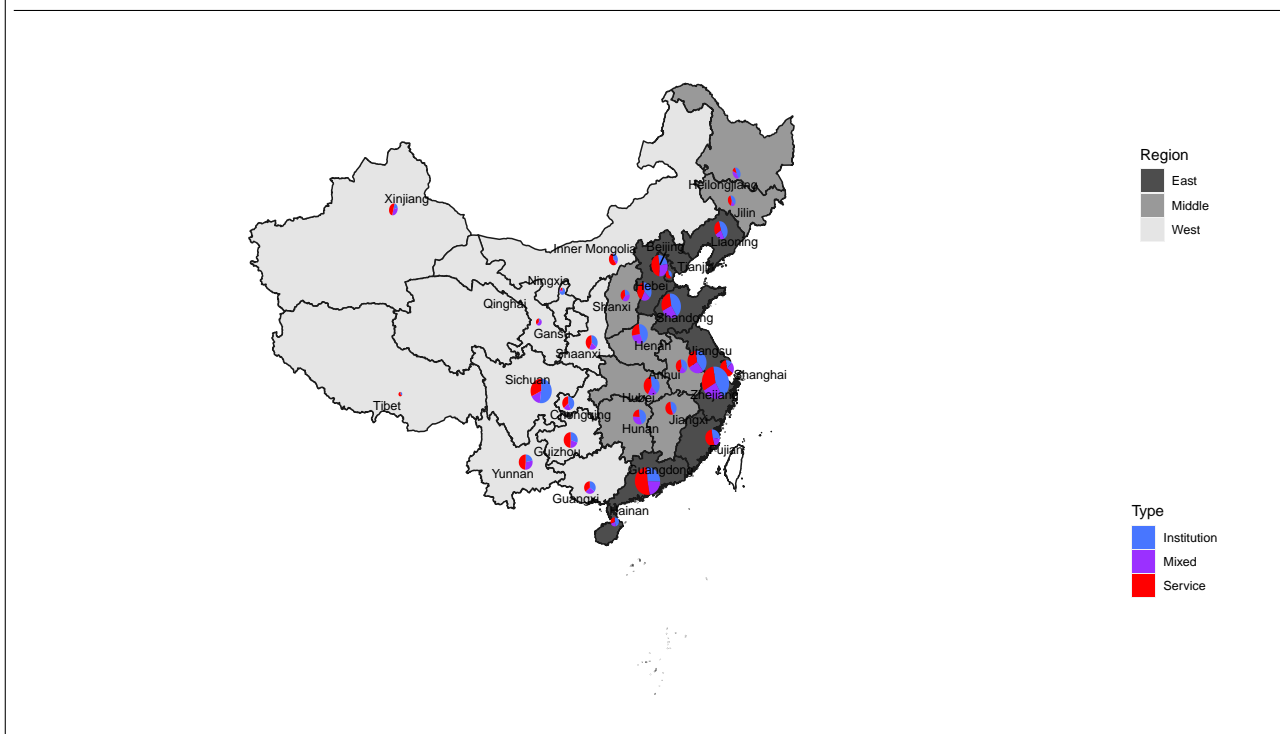 Region
East
Middle
West
Xinjiang
Heilongjiang
Jilin
Liaoning
Inner Mongolia
Beijing
Tianjin
Ningxia
Hebei
Qinghai
Shanxi
Shandong
Gansu
Henan
Shaanxi
Jiangsu
Anhui
Shanghai
Sichuan
Zhejiang
Tibet
Hubei
Chongqing
Jiangxi
Hunan
Guizhou
Fujian
Yunnan
Guangdong
Guangxi
Hainan
Type
Institution
Mixed
Service